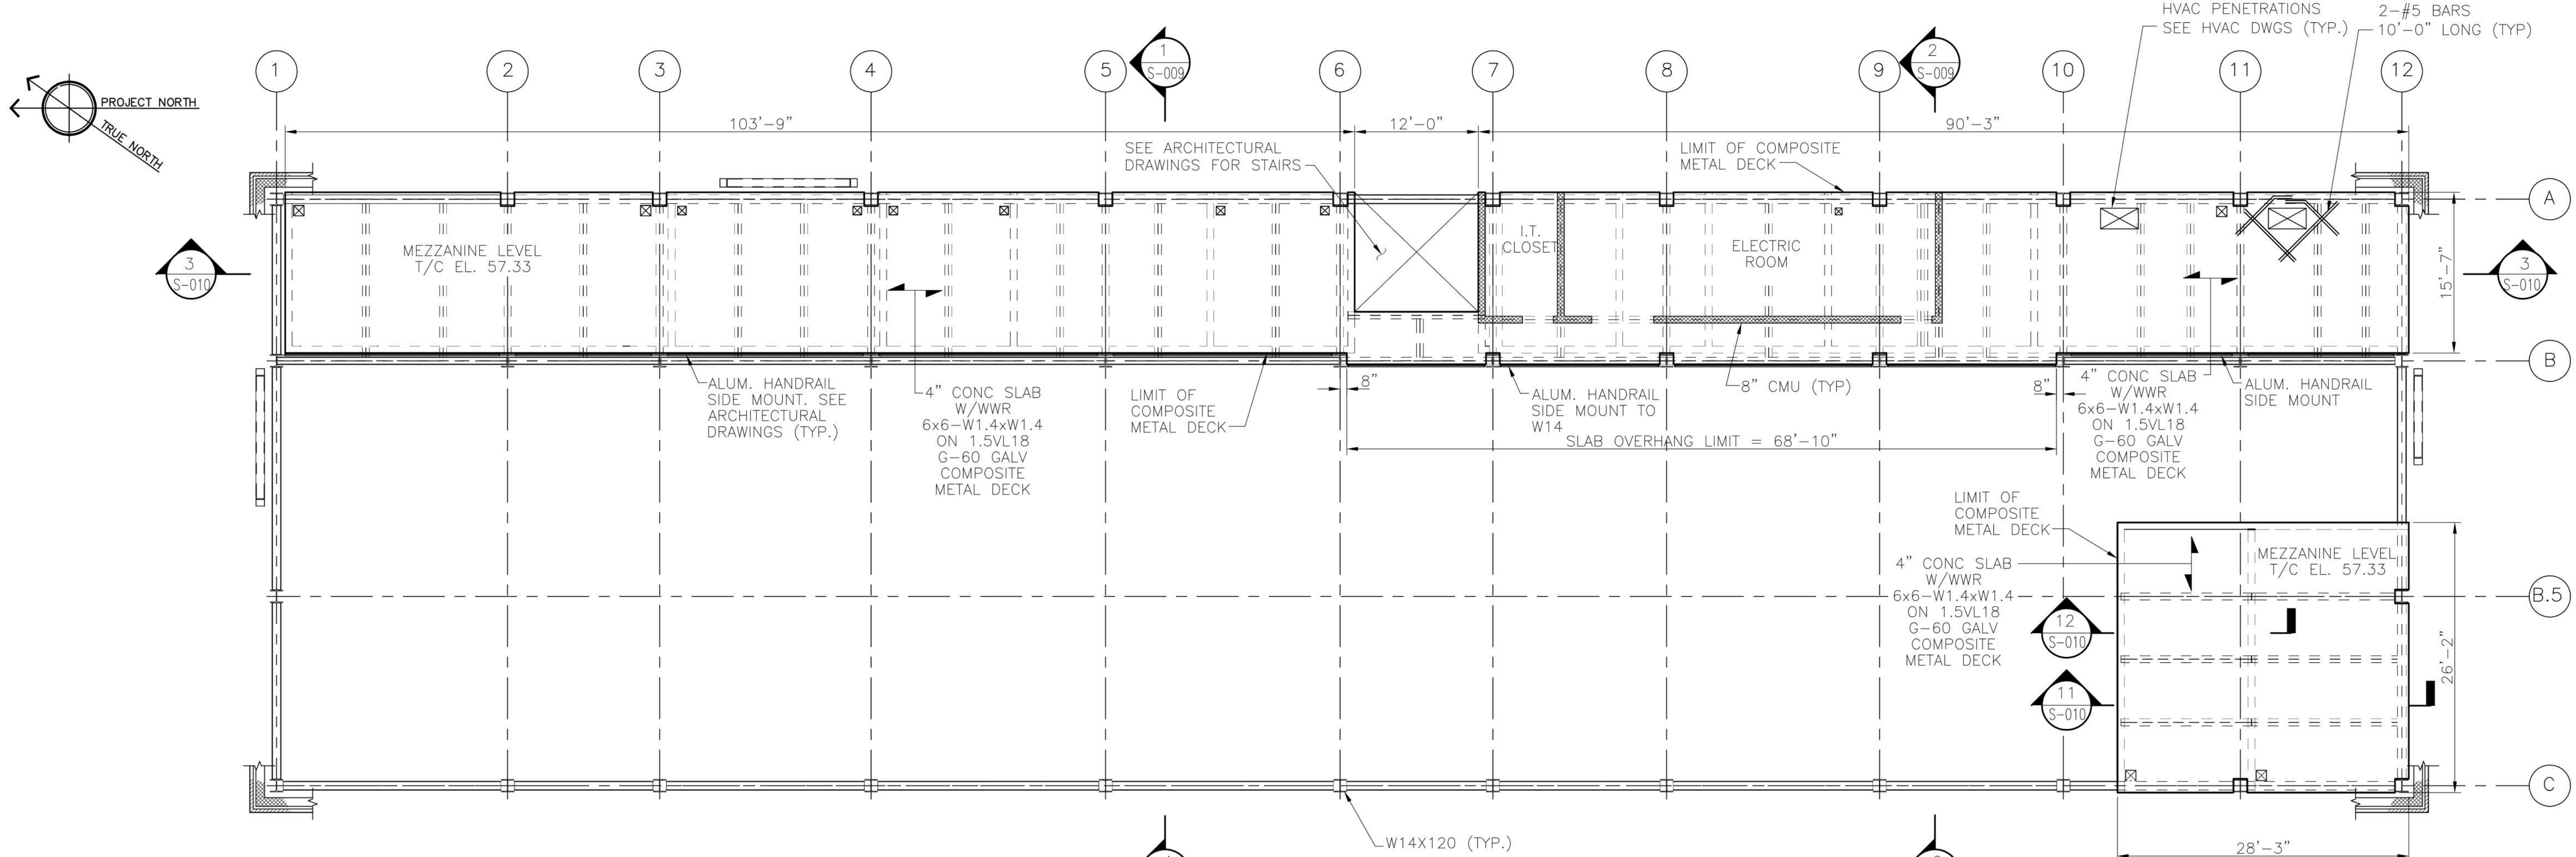 HVAC PENETRATIONS
SEE HVAC DWGS (TYP.)
2-#5 BARS
10'-0" LONG (TYP)
1
2
3
4
5
1
S-009
6
7
8
9
2
S-009
10
11
12
PROJECT NORTH
TRUE NORTH
103'-9"
12'-0"
90'-3"
SEE ARCHITECTURAL
DRAWINGS FOR STAIRS
LIMIT OF COMPOSITE
METAL DECK
A
MEZZANINE LEVEL
T/C EL. 57.33
I.T.
CLOSET
ELECTRIC
ROOM
3
S-010
3
S-010
15'-7"
B
ALUM. HANDRAIL
SIDE MOUNT. SEE
ARCHITECTURAL
DRAWINGS (TYP.)
4" CONC SLAB
W/WWR
6x6-W1.4xW1.4
ON 1.5VL18
G-60 GALV
COMPOSITE
METAL DECK
LIMIT OF
COMPOSITE
METAL DECK
8"
ALUM. HANDRAIL
SIDE MOUNT TO
W14
8" CMU (TYP)
8"
4" CONC SLAB
W/WWR
6x6-W1.4xW1.4
ON 1.5VL18
G-60 GALV
COMPOSITE
METAL DECK
ALUM. HANDRAIL
SIDE MOUNT
SLAB OVERHANG LIMIT = 68'-10"
LIMIT OF
COMPOSITE
METAL DECK
MEZZANINE LEVEL
T/C EL. 57.33
4" CONC SLAB
W/WWR
6x6-W1.4xW1.4
ON 1.5VL18
G-60 GALV
COMPOSITE
METAL DECK
B.5
12
S-010
11
S-010
26'-2"
C
W14X120 (TYP.)
28'-3"